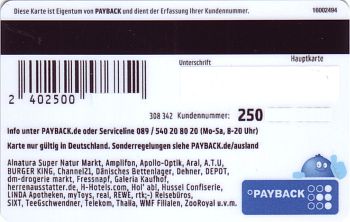 Diese Karte ist Eigentum von PAYBACK und dient der Erfassung Ihrer Kundennummer. 16002494
Unterschrift Hauptkarte
2 402500
308 342 Kundennummer: 250
Info unter PAYBACK.de oder Serviceline 089 / 540 20 80 20 (Mo-Sa, 8-20 Uhr)
Karte nur gültig in Deutschland. Sonderregelungen siehe PAYBACK.de/ausland
Alnatura Super Natur Markt, Amplifon, Apollo-Optik, Aral, A.T.U,
BURGER KING, Channel21, Dänisches Bettenlager, Dehner, DEPOT,
dm-drogerie markt, Fressnapf, Galeria Kaufhof,
herrenausstatter.de, H-Hotels.com, Hol' ab!, Hussel Confiserie,
LINDA Apotheken, myToys, real, REWE, rtk-) Reisebüros,
SIXT, TeeGschwendner, Telekom, Thalia, WMF Filialen, ZooRoyal u.v.m.
PAYBACK